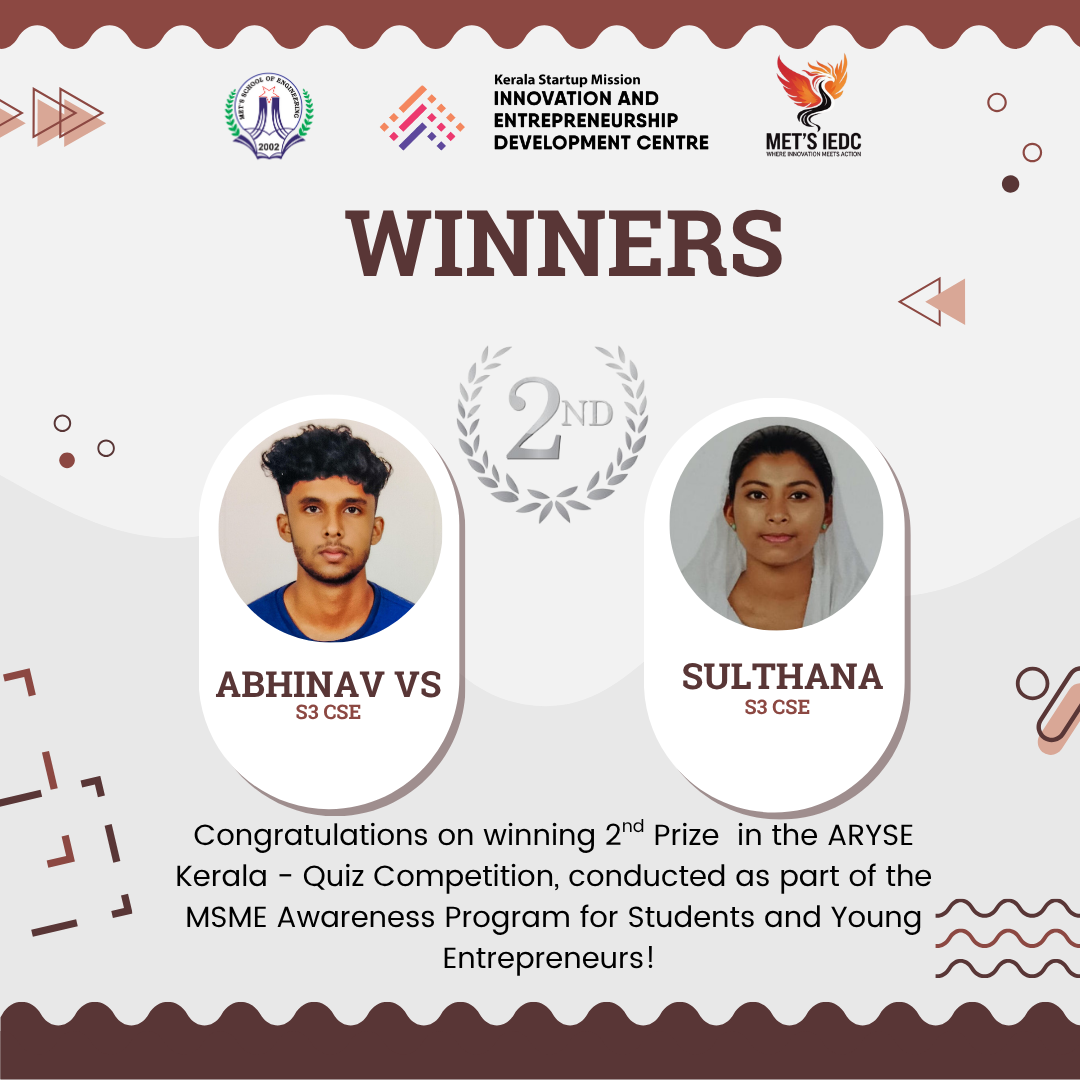 MET'S SCHOOL OF ENGINEERING
2002
Kerala Startup Mission
INNOVATION AND
ENTREPRENEURSHIP
DEVELOPMENT CENTRE
MET'S IEDC
WHERE INNOVATION MEETS ACTION
WINNERS
2ND
ABHINAV VS
S3 CSE
SULTHANA
S3 CSE
Congratulations on winning 2nd Prize in the ARYSE
Kerala - Quiz Competition, conducted as part of the
MSME Awareness Program for Students and Young
Entrepreneurs!